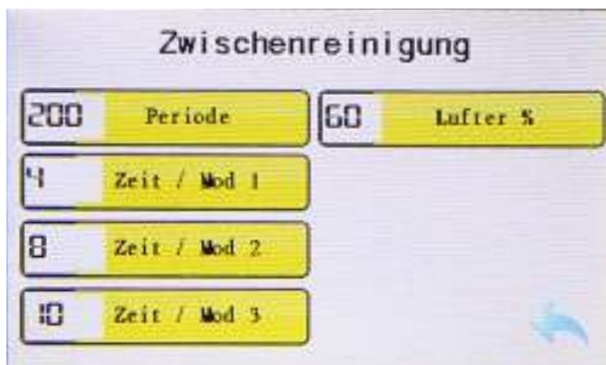 Zwischenreinigung
200 Periode
60 Lufter %
4 Zeit / Mod 1
8 Zeit / Mod 2
10 Zeit / Mod 3